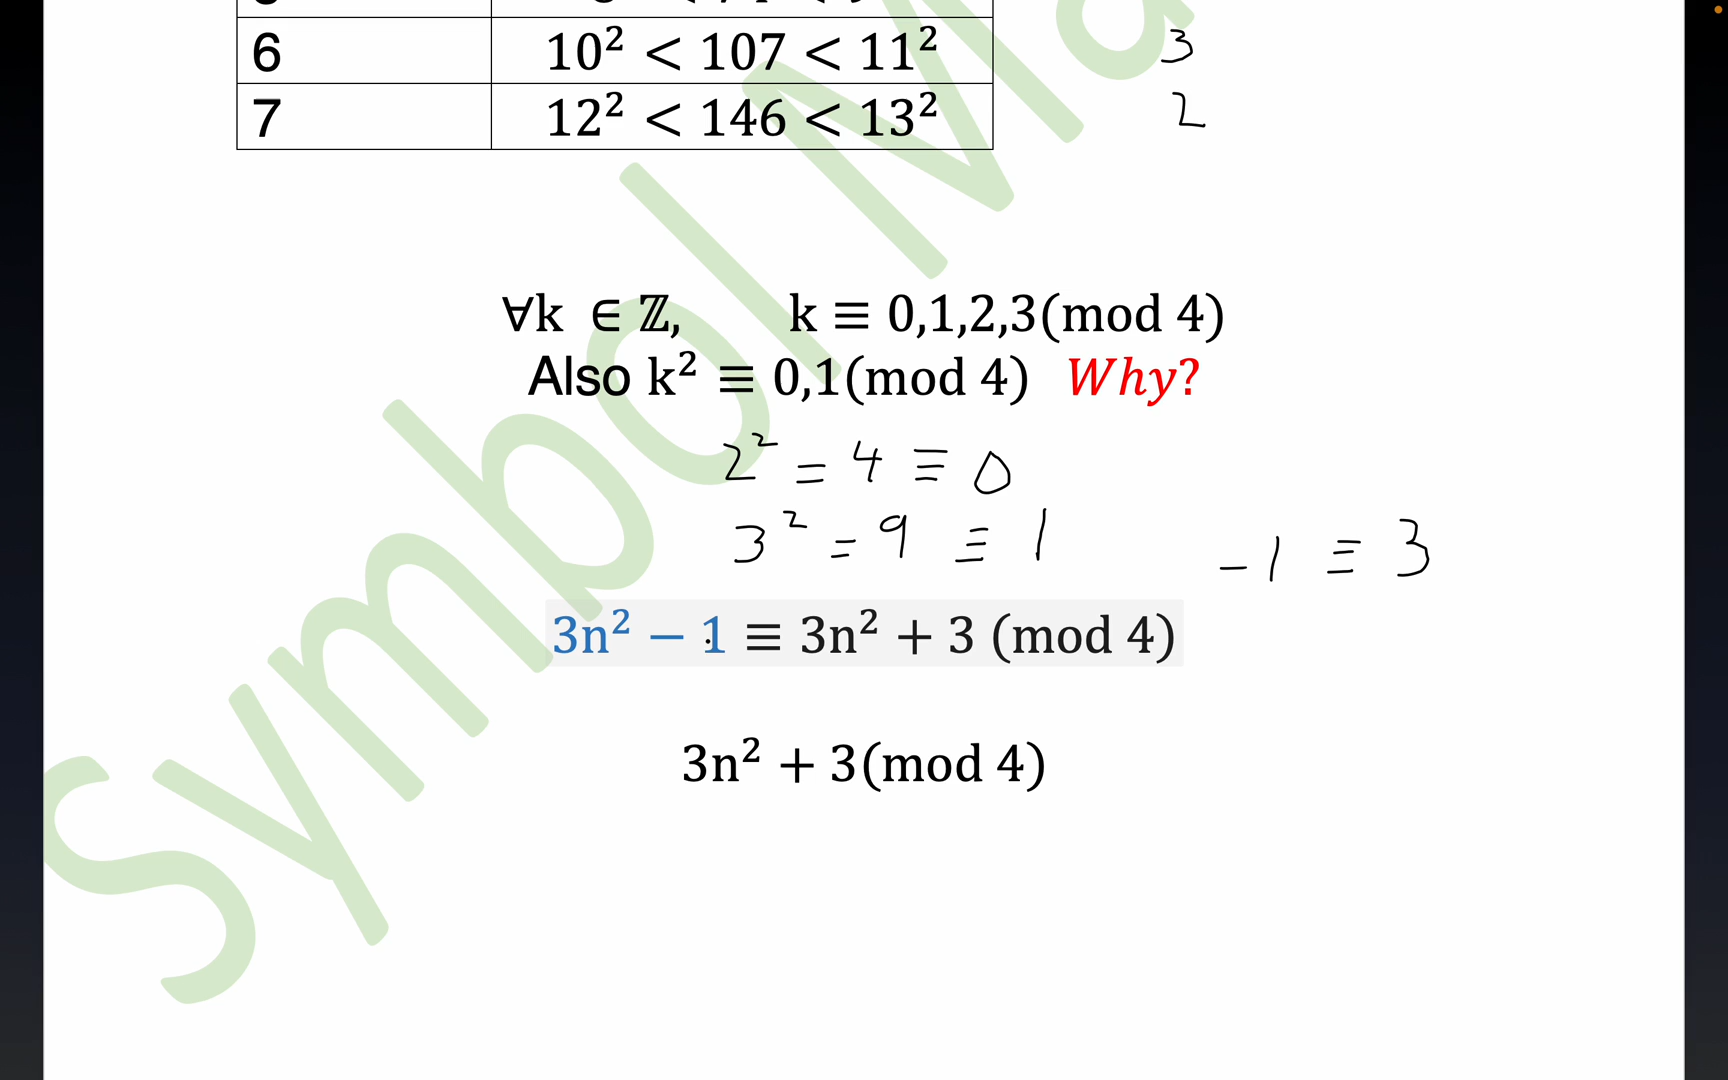 6 10² < 107 < 11² 3
7 12² < 146 < 13² 2
∀k ∈ ℤ, k ≡ 0,1,2,3(mod 4)
Also k² ≡ 0,1(mod 4) Why?
2² = 4 ≡ 0
3² = 9 ≡ 1 -1 ≡ 3
3n² − 1 ≡ 3n² + 3 (mod 4)
3n² + 3(mod 4)
Symbol Ma